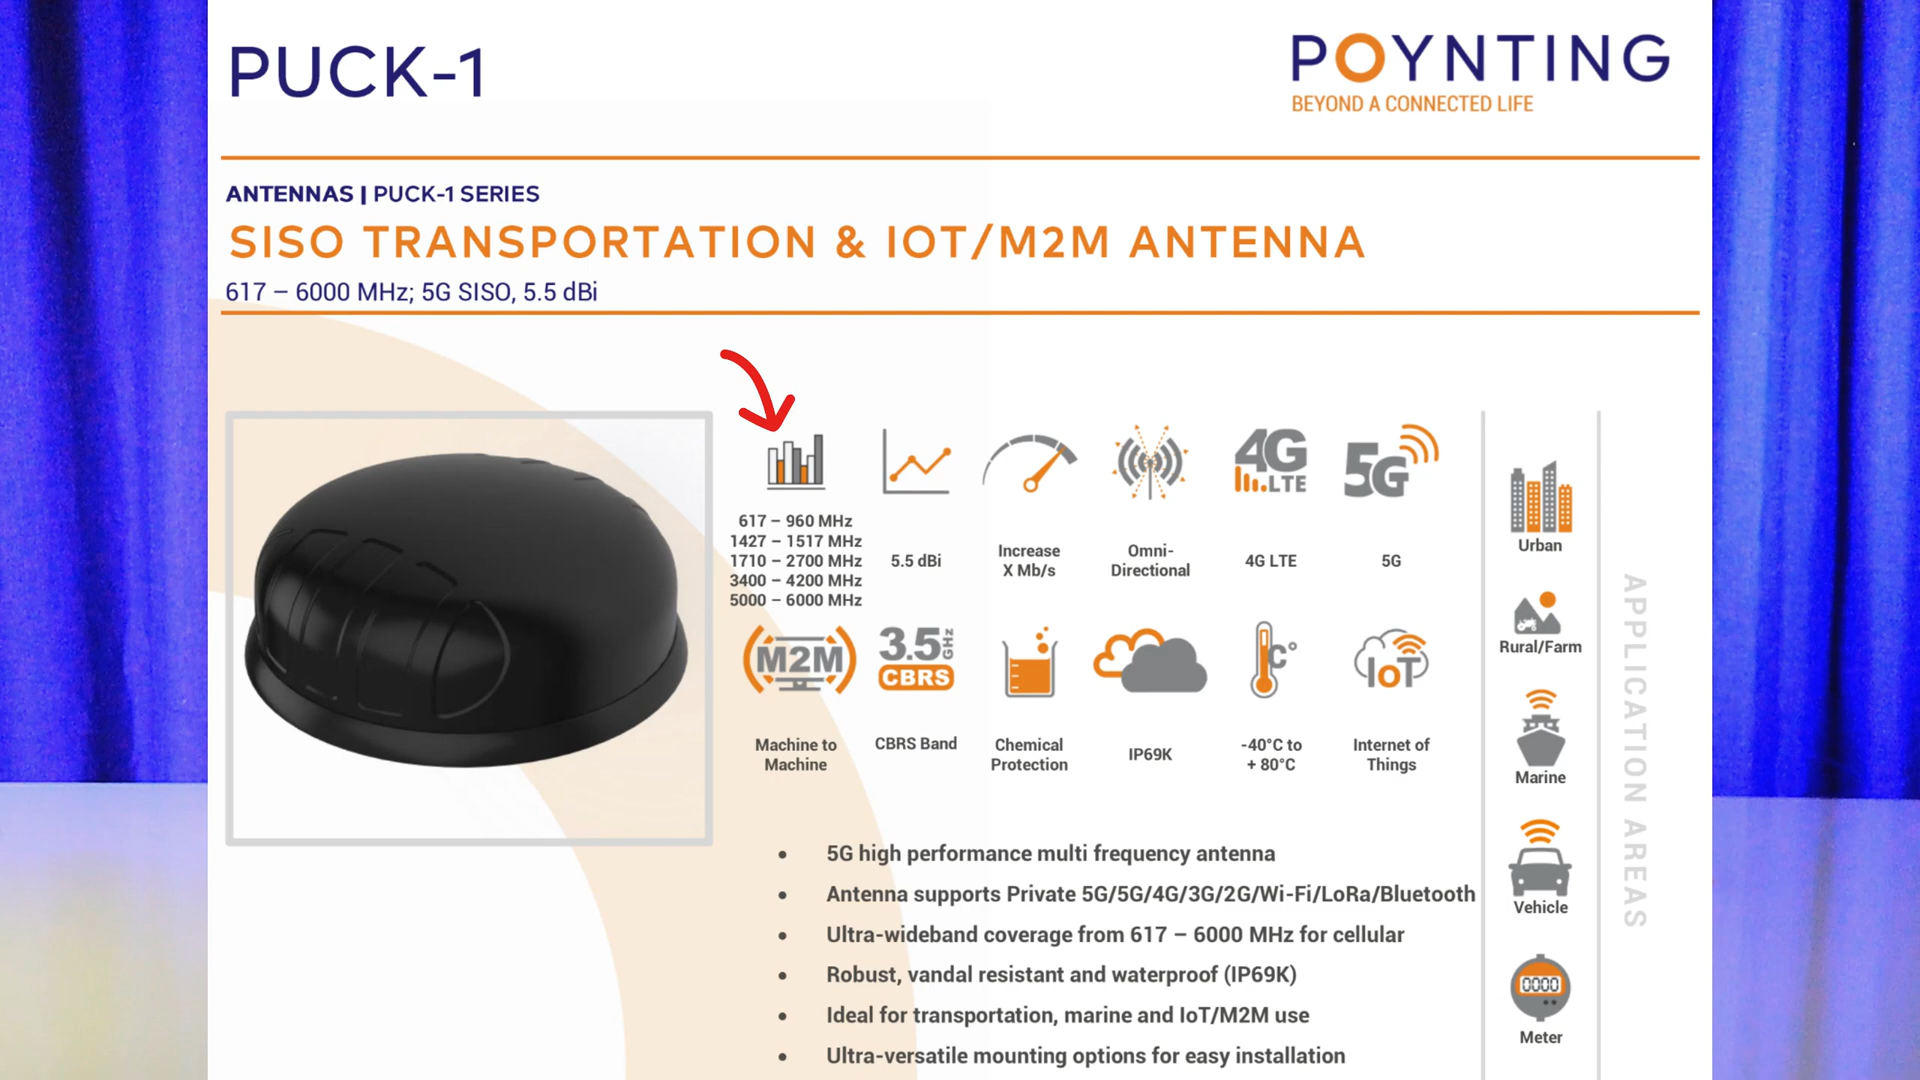 PUCK-1
POYNTING
BEYOND A CONNECTED LIFE
ANTENNAS | PUCK-1 SERIES
SISO TRANSPORTATION & IOT/M2M ANTENNA
617 – 6000 MHz; 5G SISO, 5.5 dBi
617 – 960 MHz
1427 – 1517 MHz
1710 – 2700 MHz
3400 – 4200 MHz
5000 – 6000 MHz
5.5 dBi
Increase
X Mb/s
Omni-
Directional
4G
LTE
4G LTE
5G
5G
M2M
Machine to
Machine
3.5 GHz
CBRS
CBRS Band
Chemical
Protection
IP69K
C°
-40°C to
+ 80°C
IoT
Internet of
Things
5G high performance multi frequency antenna
Antenna supports Private 5G/5G/4G/3G/2G/Wi-Fi/LoRa/Bluetooth
Ultra-wideband coverage from 617 – 6000 MHz for cellular
Robust, vandal resistant and waterproof (IP69K)
Ideal for transportation, marine and IoT/M2M use
Ultra-versatile mounting options for easy installation
Urban
Rural/Farm
Marine
Vehicle
0000
Meter
APPLICATION AREAS